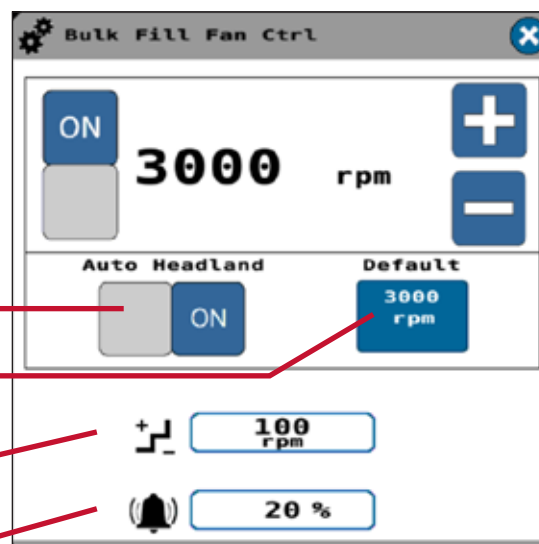 Bulk Fill Fan Ctrl
ON
3000 rpm
Auto Headland
Default
ON
3000
rpm
100
rpm
20 %